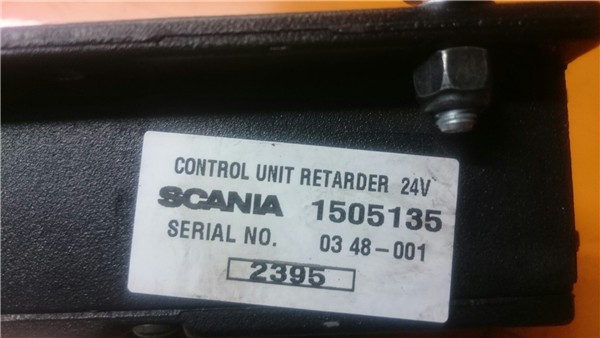 CONTROL UNIT RETARDER 24V
SCANIA 1505135
SERIAL NO. 03 48-001
2395